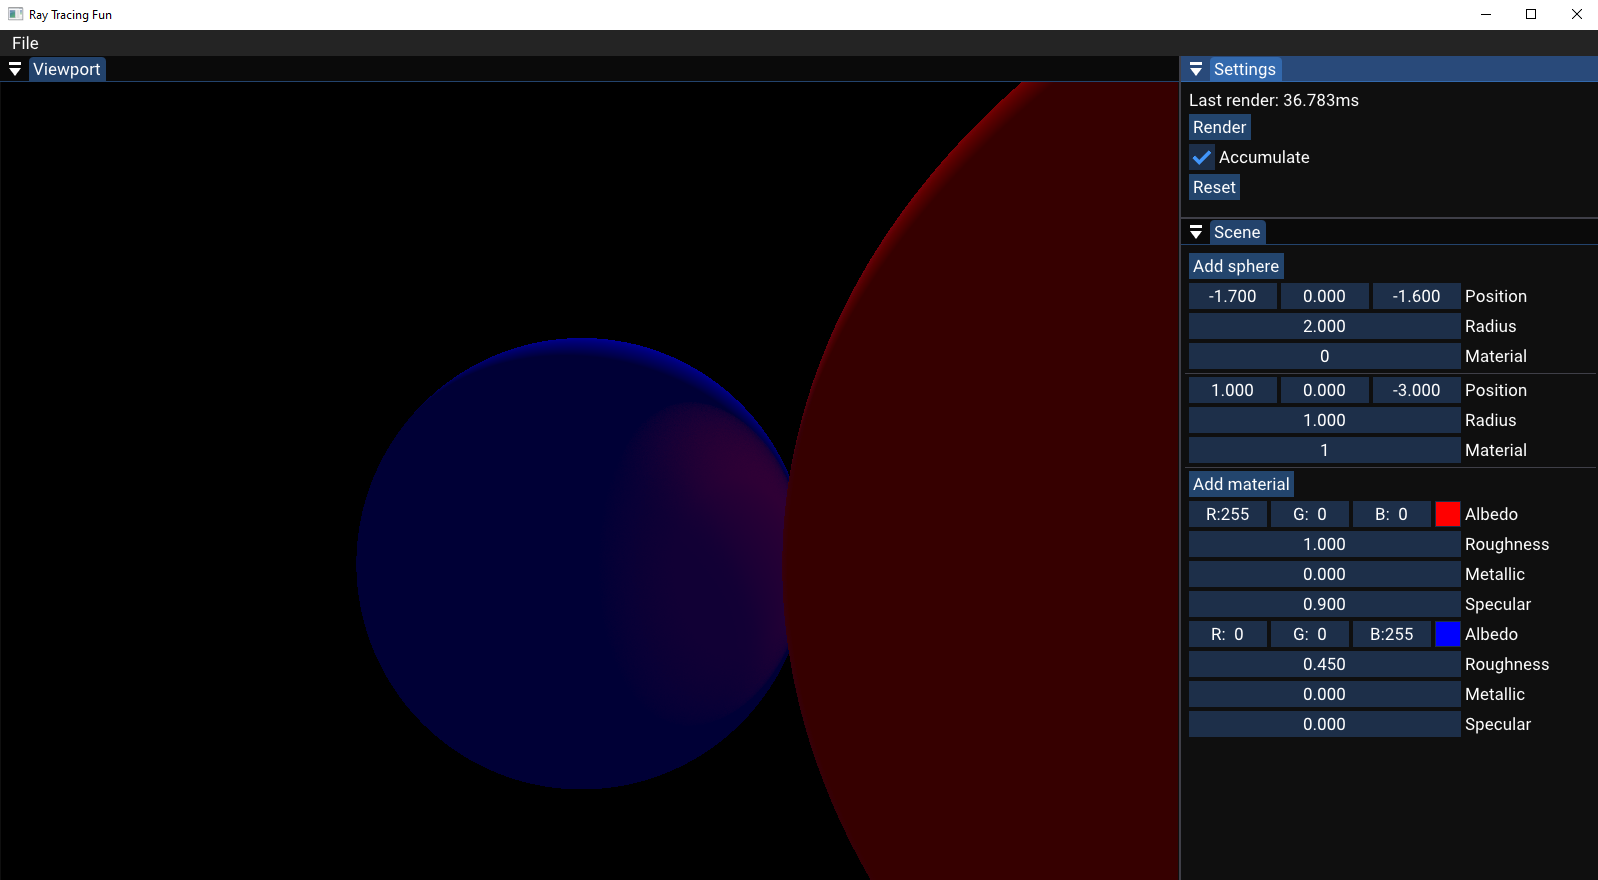 Ray Tracing Fun
File
Viewport
Settings
Last render: 36.783ms
Render
Accumulate
Reset
Scene
Add sphere
-1.700 0.000 -1.600 Position
2.000 Radius
0 Material
1.000 0.000 -3.000 Position
1.000 Radius
1 Material
Add material
R:255 G: 0 B: 0 Albedo
1.000 Roughness
0.000 Metallic
0.900 Specular
R: 0 G: 0 B:255 Albedo
0.450 Roughness
0.000 Metallic
0.000 Specular